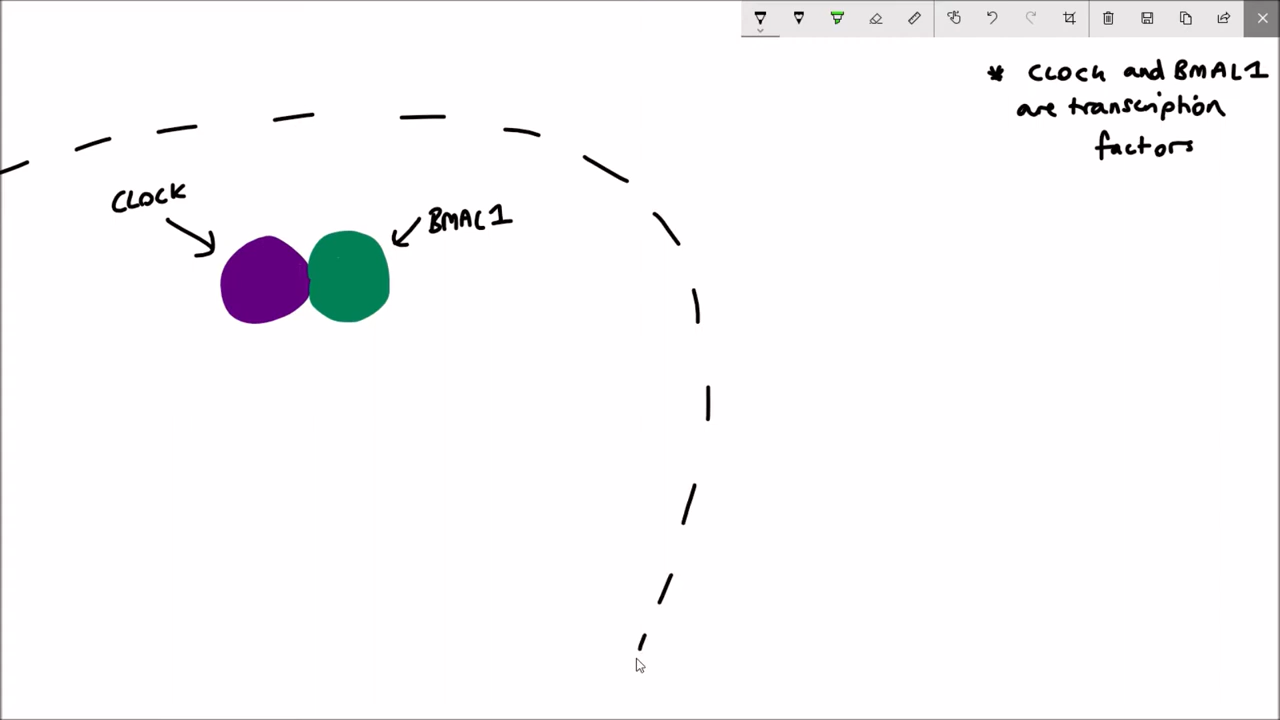 * CLOCK and BMAL1
are transcription
factors
CLOCK
BMAL1